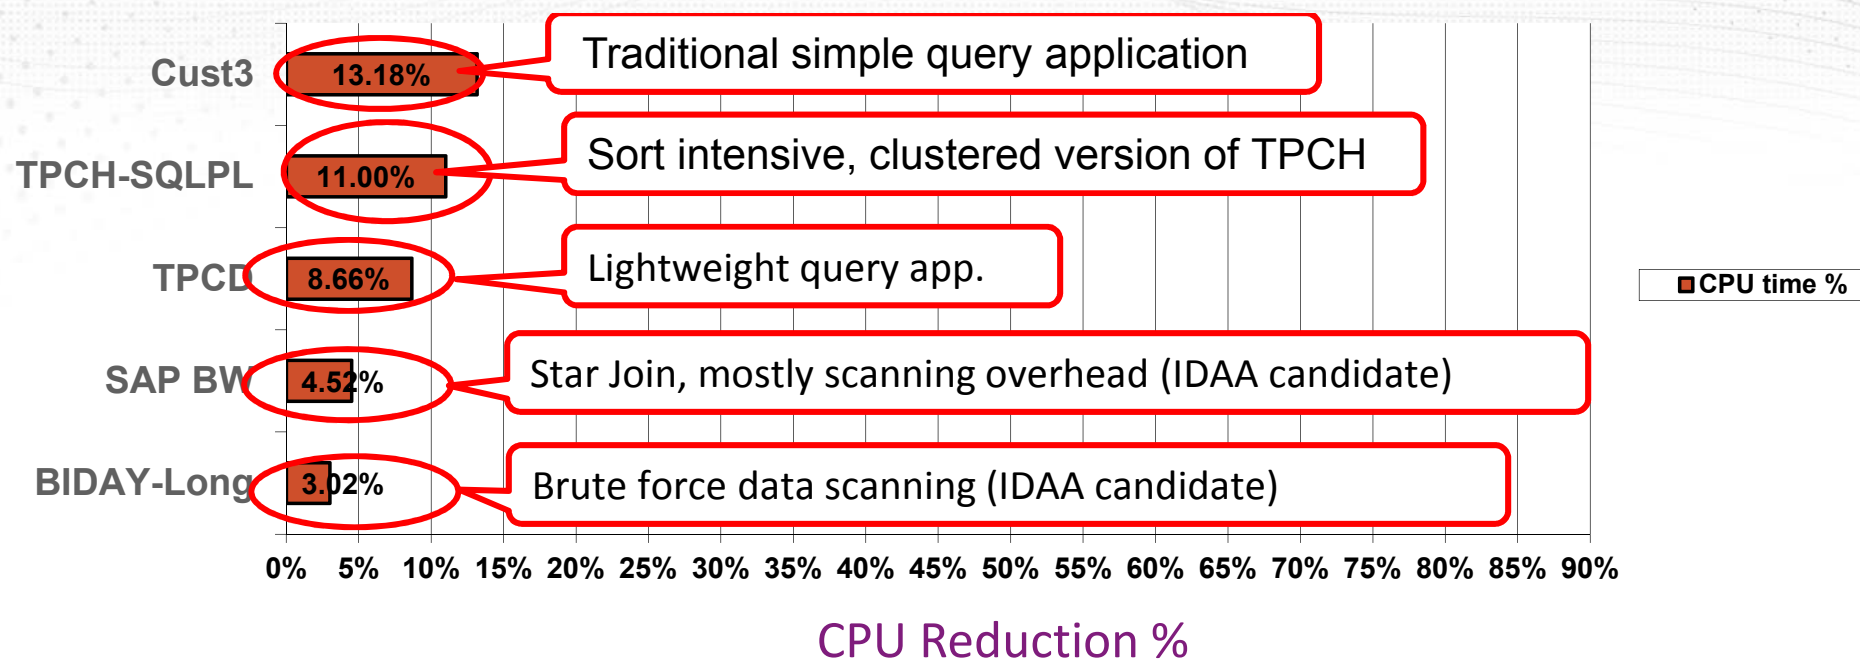 Cust3
13.18%
Traditional simple query application
TPCH-SQLPL
11.00%
Sort intensive, clustered version of TPCH
TPCD
8.66%
Lightweight query app.
CPU time %
SAP BW
4.52%
Star Join, mostly scanning overhead (IDAA candidate)
BIDAY-Long
3.02%
Brute force data scanning (IDAA candidate)
0% 5% 10% 15% 20% 25% 30% 35% 40% 45% 50% 55% 60% 65% 70% 75% 80% 85% 90%
CPU Reduction %